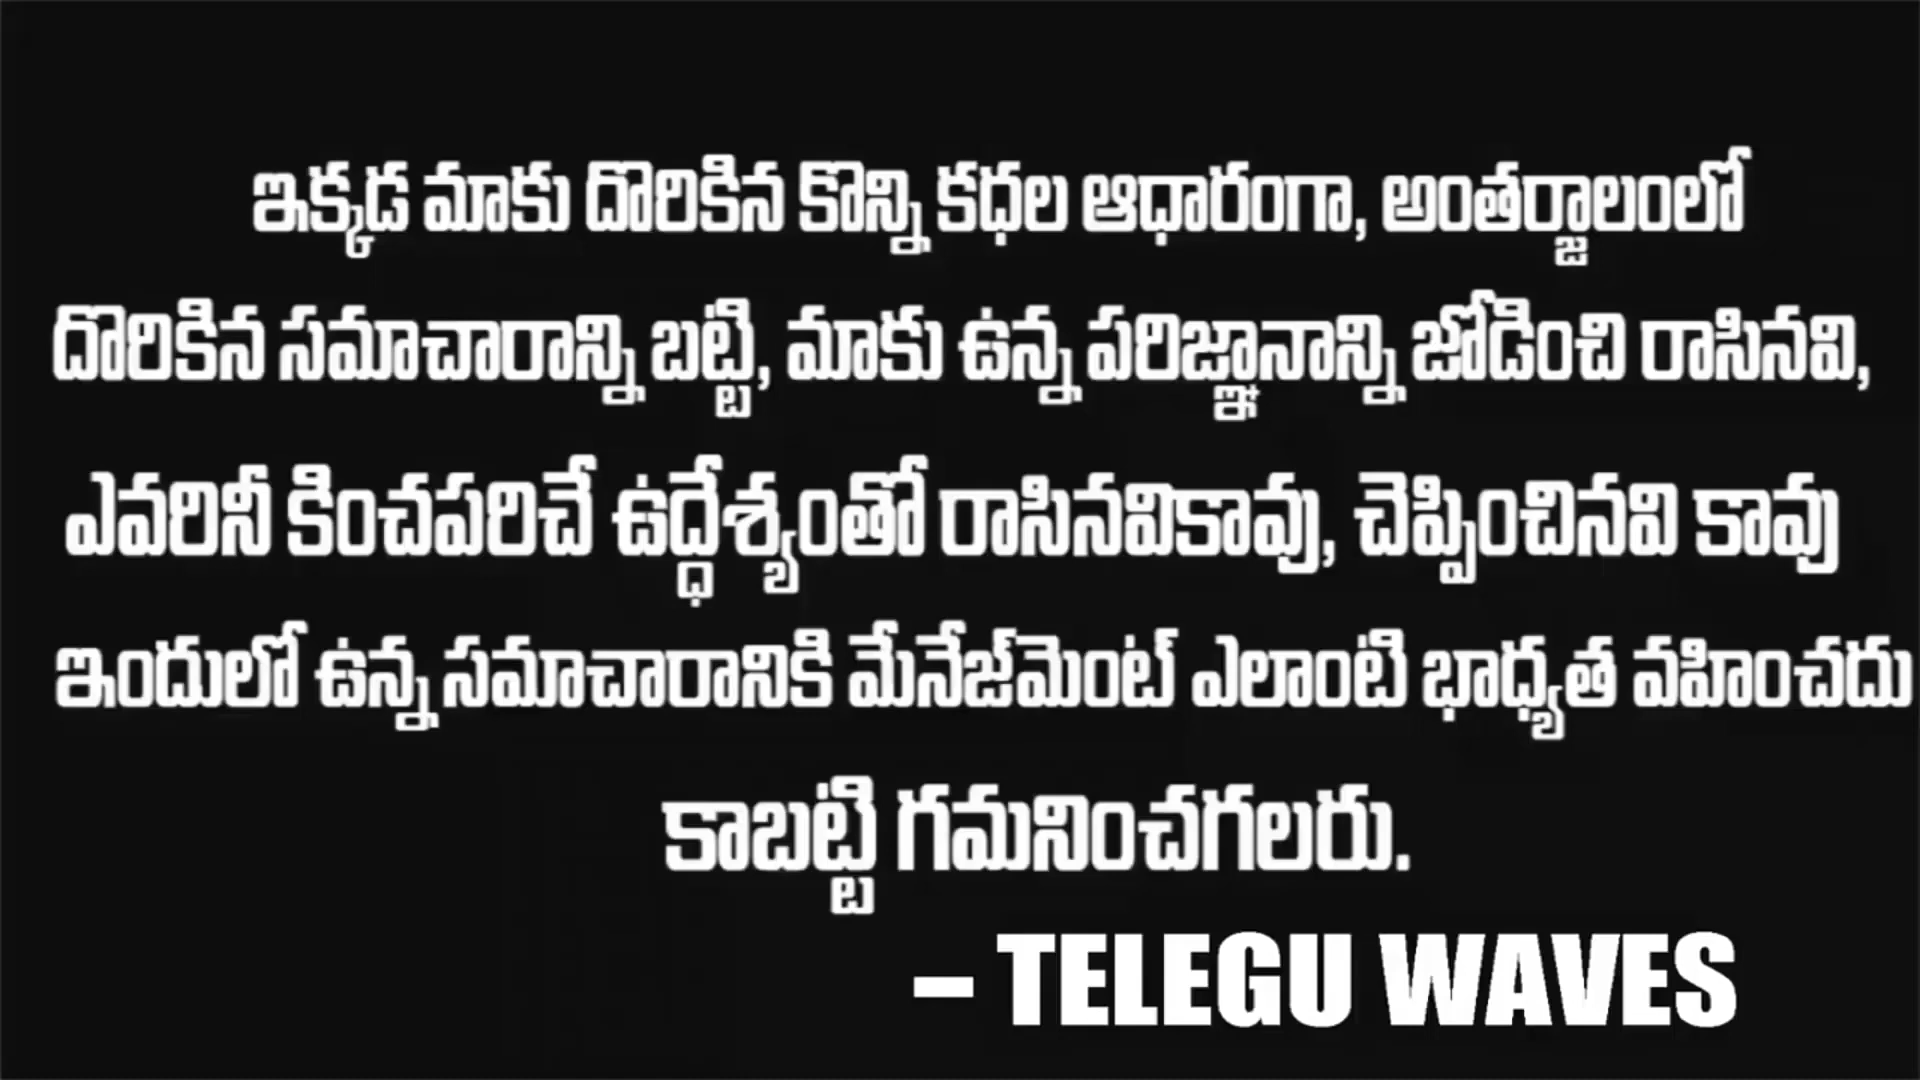 ఇక్కడ మాకు దొరికిన కొన్ని కధల ఆధారంగా, అంతర్జాలంలో
దొరికిన సమాచారాన్ని బట్టి, మాకు ఉన్న పరిజ్ఞానాన్ని జోడించి రాసినవి,
ఎవరినీ కించపరిచే ఉద్ధేశ్యంతో రాసినవికావు, చెప్పించినవి కావు
ఇందులో ఉన్న సమాచారానికి మేనేజ్‌మెంట్ ఎలాంటి భాధ్యత వహించదు
కాబట్టి గమనించగలరు.
– TELEGU WAVES